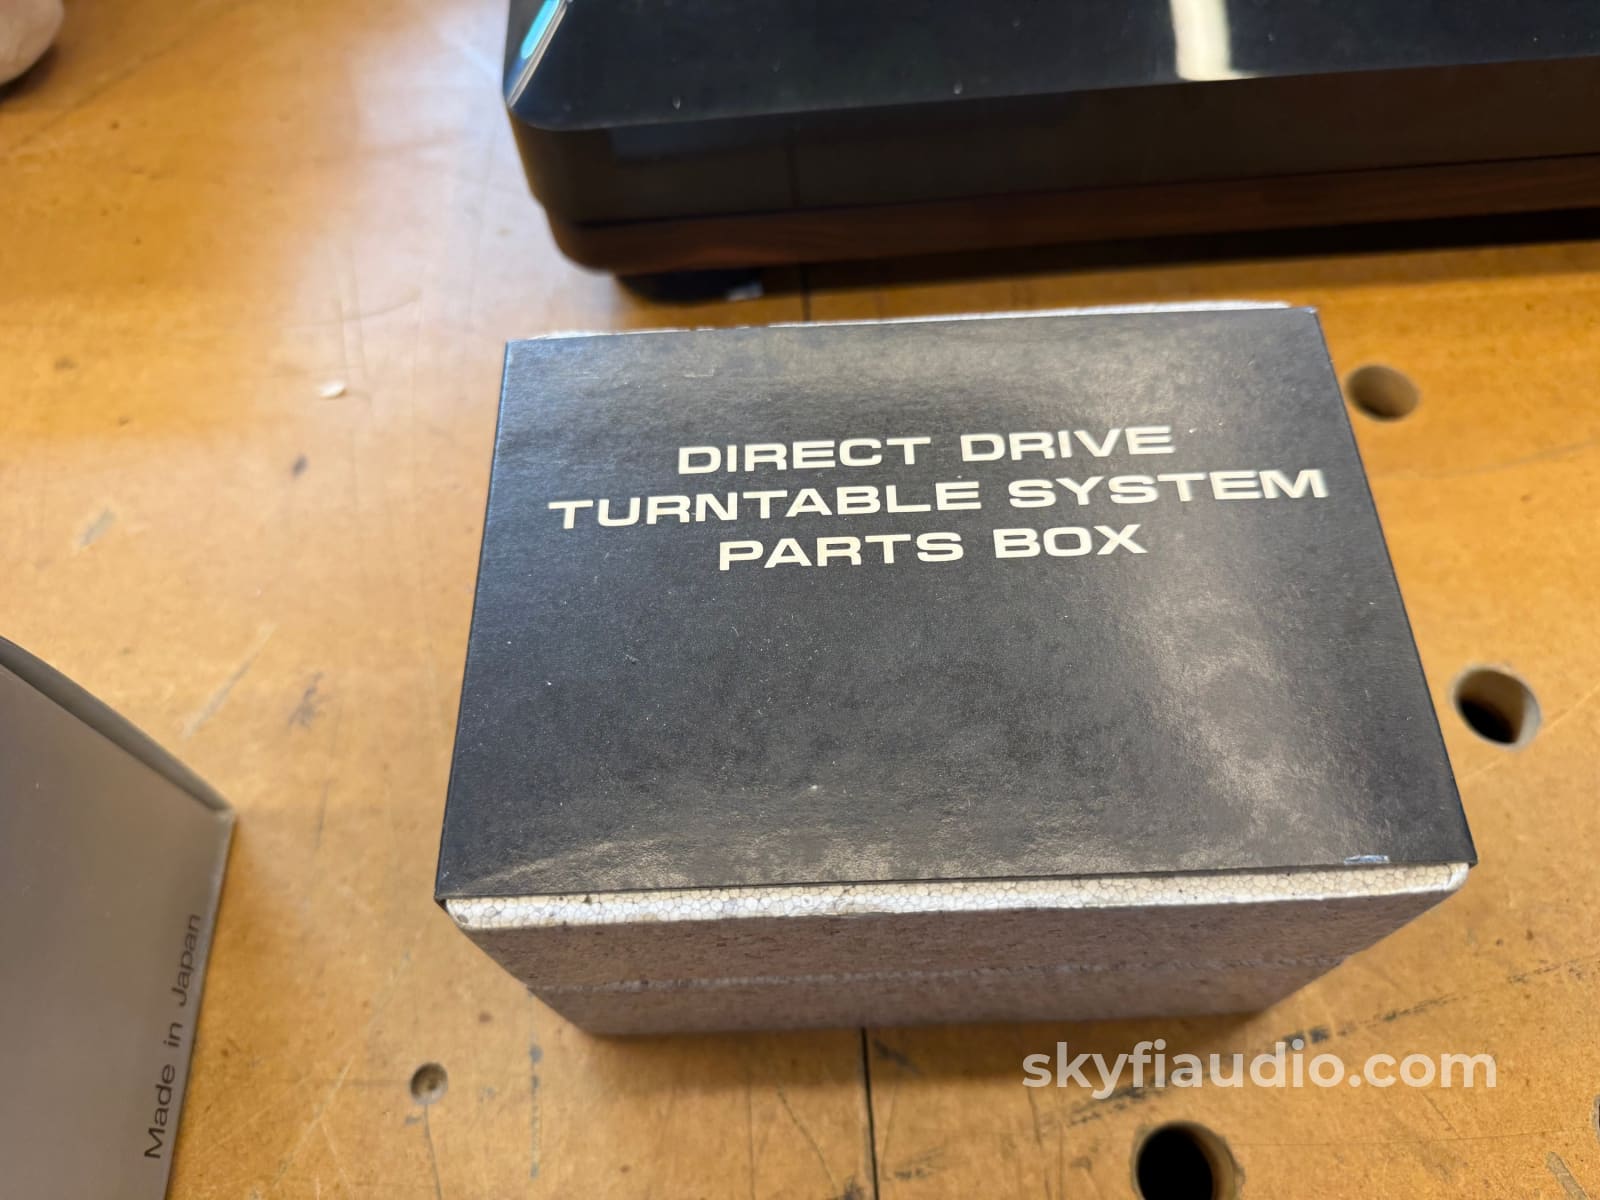 DIRECT DRIVE
TURNTABLE SYSTEM
PARTS BOX
Made in Japan
skyfiaudio.com